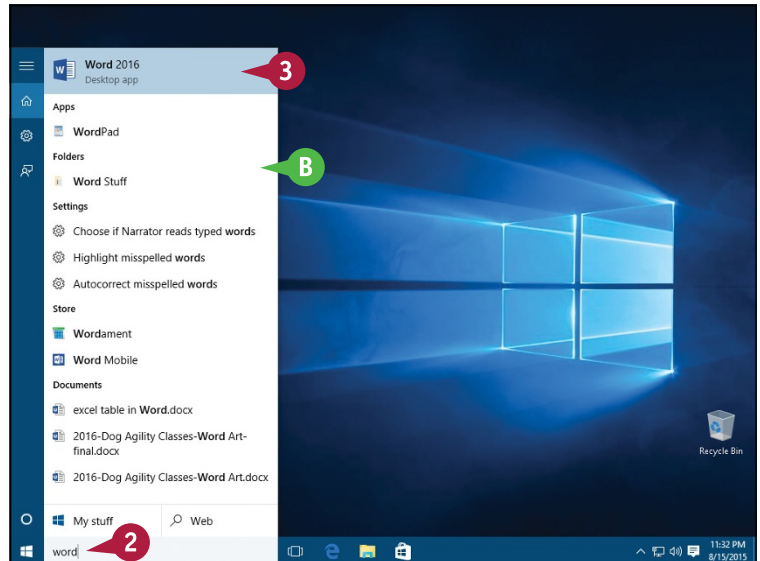 Word 2016
Desktop app
3
Apps
WordPad
Folders
B
Word Stuff
Settings
Choose if Narrator reads typed words
Highlight misspelled words
Autocorrect misspelled words
Store
Wordament
Word Mobile
Documents
excel table in Word.docx
2016-Dog Agility Classes-Word Art-
final.docx
2016-Dog Agility Classes-Word Art.docx
Recycle Bin
My stuff
Web
word
2
11:32 PM
8/15/2015